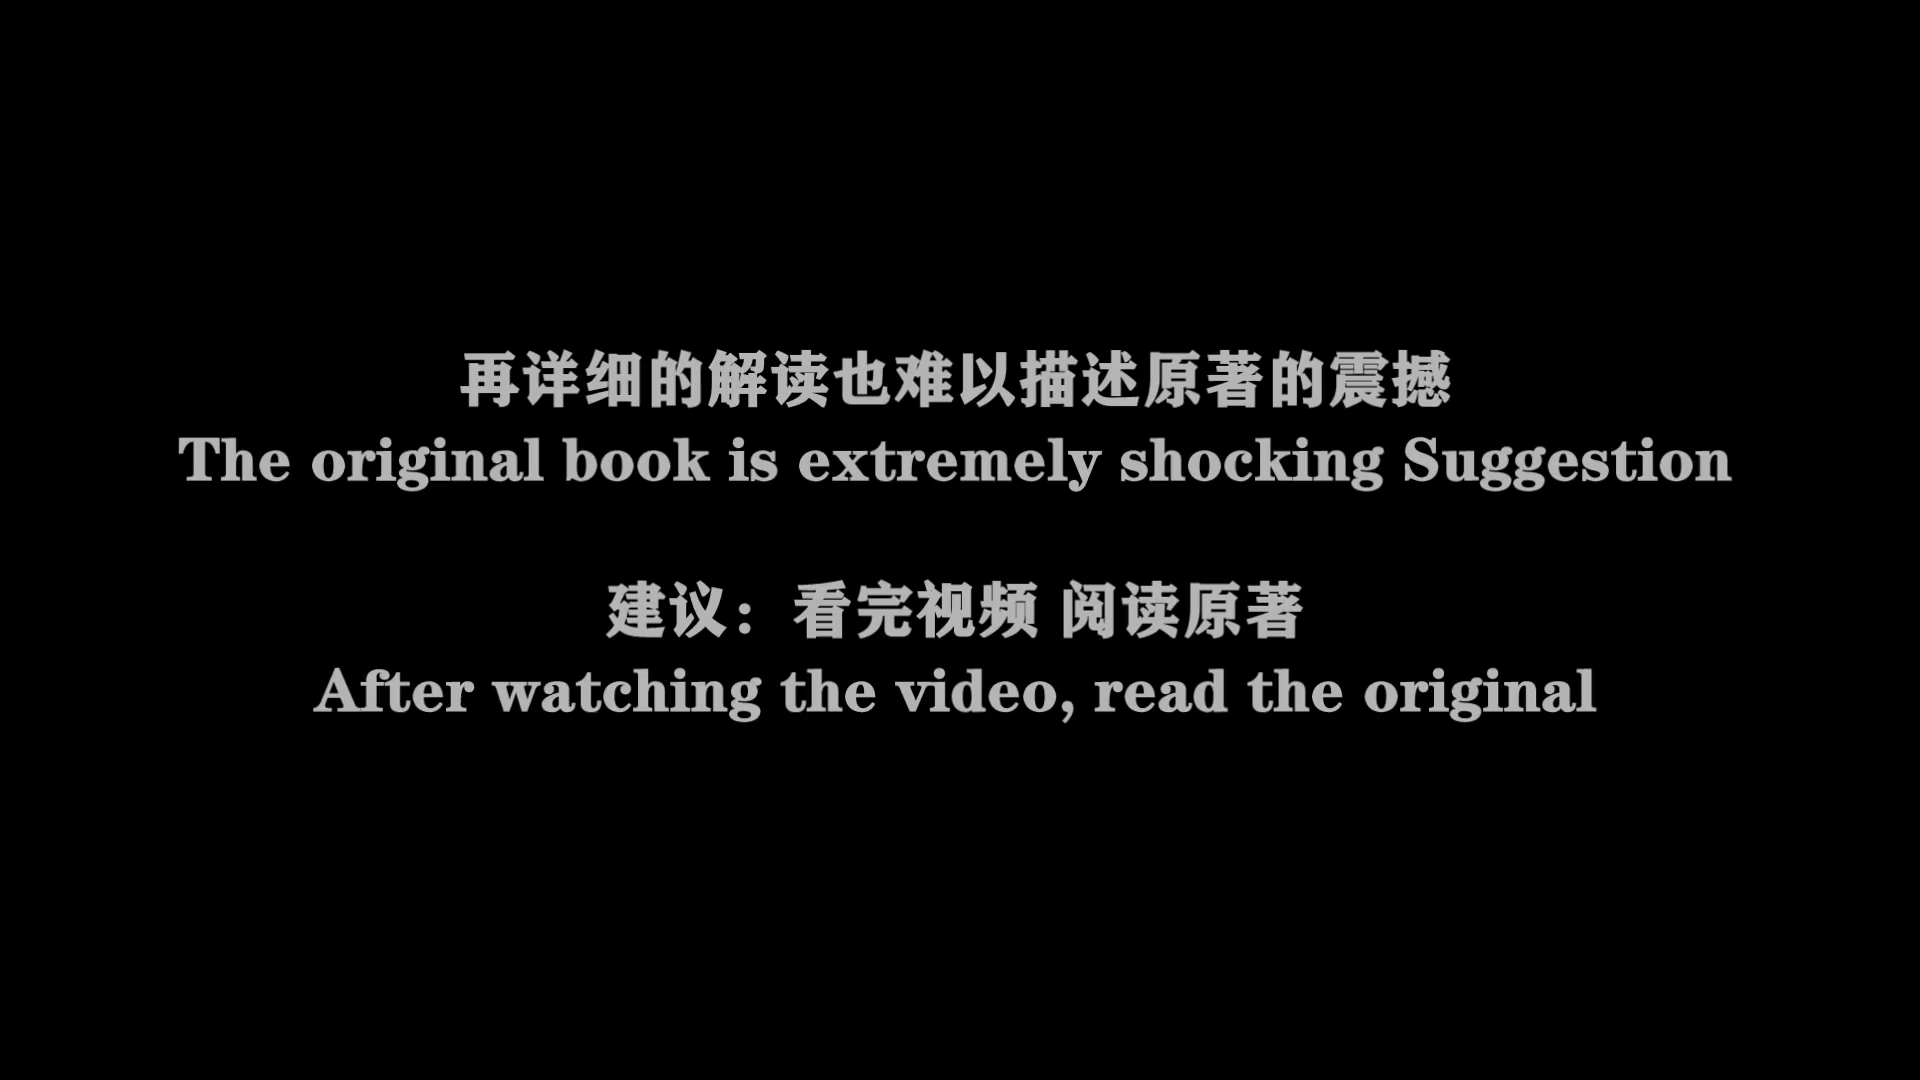 再详细的解读也难以描述原著的震撼
The original book is extremely shocking Suggestion
建议：看完视频 阅读原著
After watching the video, read the original